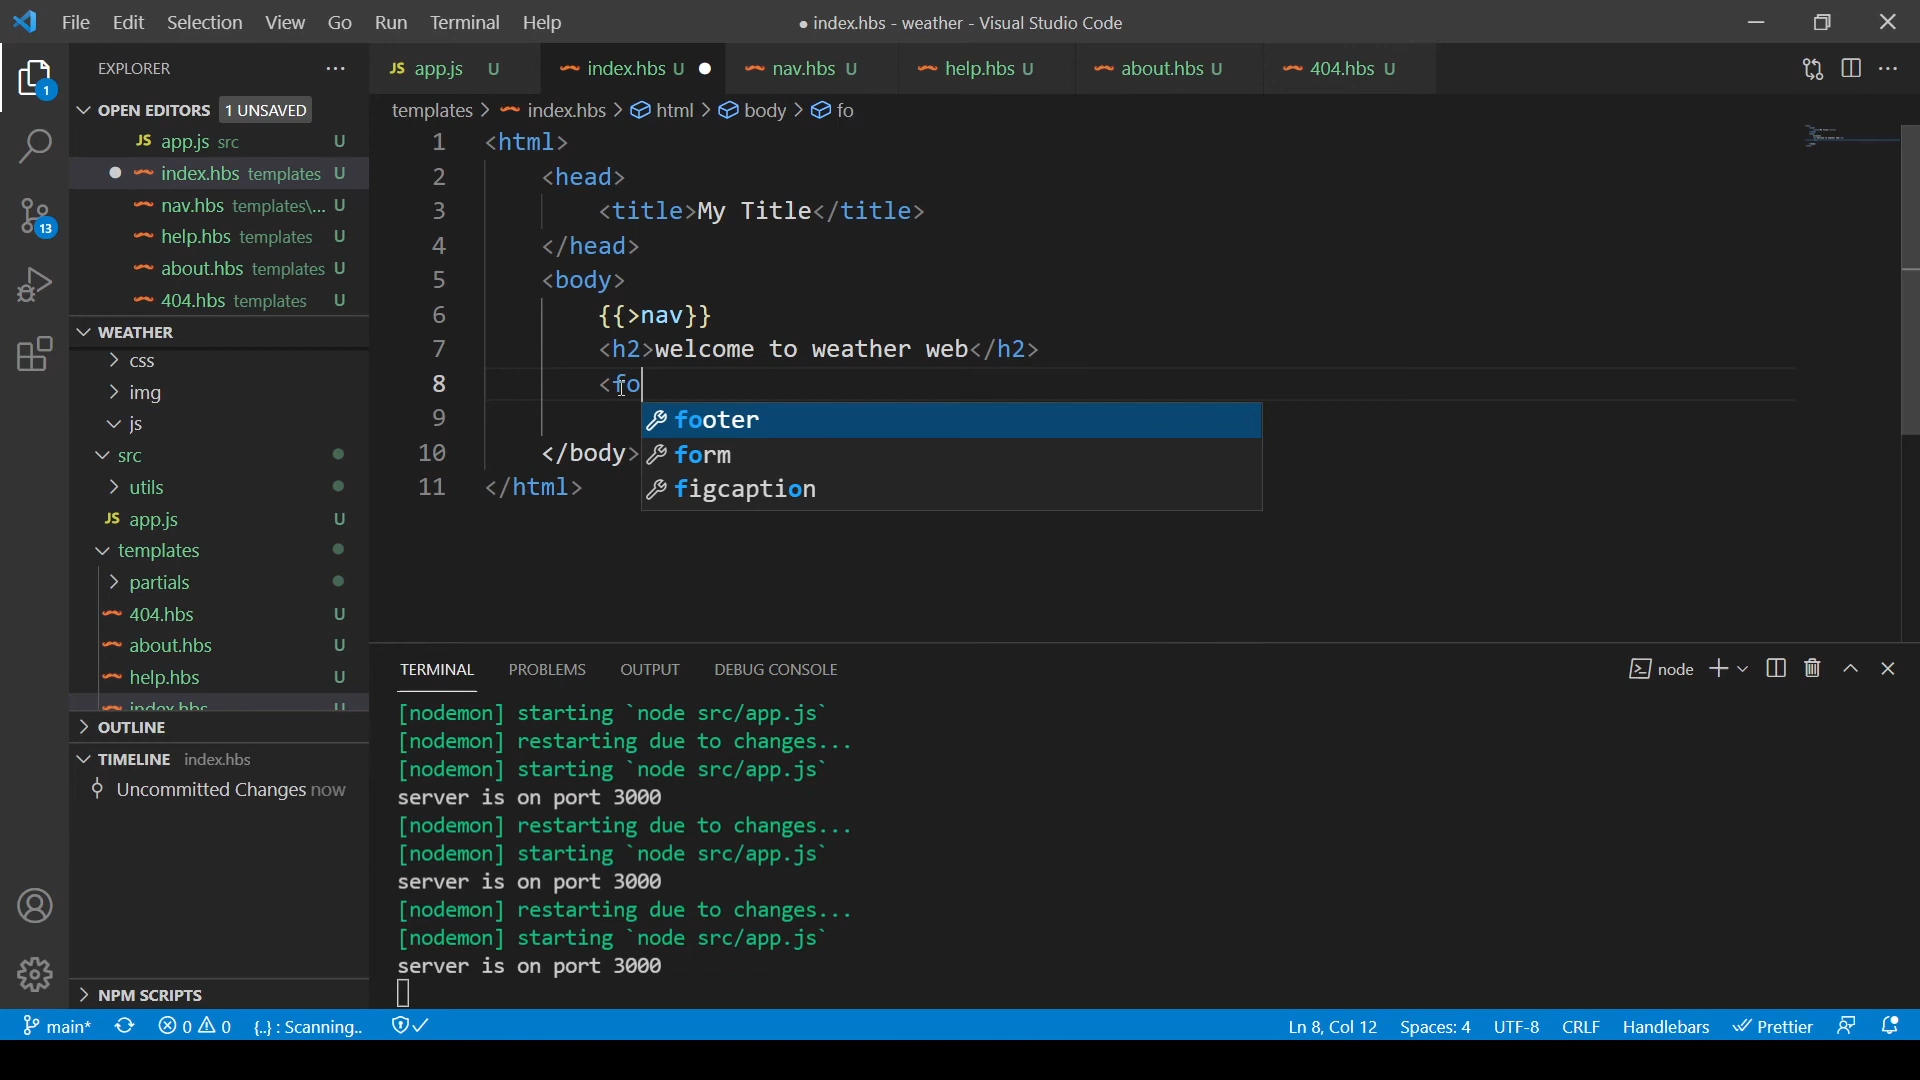 File Edit Selection View Go Run Terminal Help
● index.hbs - weather - Visual Studio Code
EXPLORER
OPEN EDITORS 1 UNSAVED
JS app.js src U
index.hbs templates U
nav.hbs templates\... U
help.hbs templates U
about.hbs templates U
404.hbs templates U
WEATHER
css
img
js
src
utils
JS app.js U
templates
partials
404.hbs U
about.hbs U
help.hbs U
index.hbs U
OUTLINE
TIMELINE index.hbs
Uncommitted Changes now
NPM SCRIPTS
1
13
JS app.js U index.hbs U nav.hbs U help.hbs U about.hbs U 404.hbs U
templates > index.hbs > html > body > fo
1 <html>
2 <head>
3 <title>My Title</title>
4 </head>
5 <body>
6 {{>nav}}
7 <h2>welcome to weather web</h2>
8 <fo
9
10 </body>
11 </html>
footer
form
figcaption
TERMINAL PROBLEMS OUTPUT DEBUG CONSOLE
node
[nodemon] starting `node src/app.js`
[nodemon] restarting due to changes...
[nodemon] starting `node src/app.js`
server is on port 3000
[nodemon] restarting due to changes...
[nodemon] starting `node src/app.js`
server is on port 3000
[nodemon] restarting due to changes...
[nodemon] starting `node src/app.js`
server is on port 3000
main* 0 0 {..} : Scanning.. Ln 8, Col 12 Spaces: 4 UTF-8 CRLF Handlebars Prettier